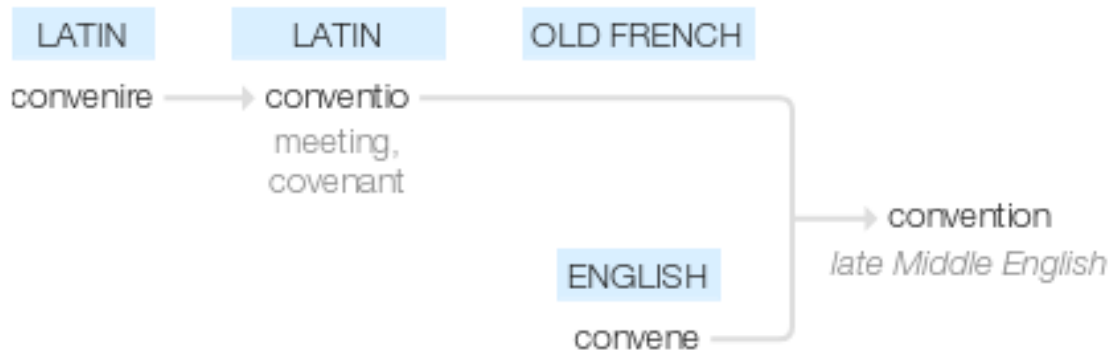 LATIN LATIN OLD FRENCH
convenire conventio
meeting,
covenant
convention
late Middle English
ENGLISH
convene